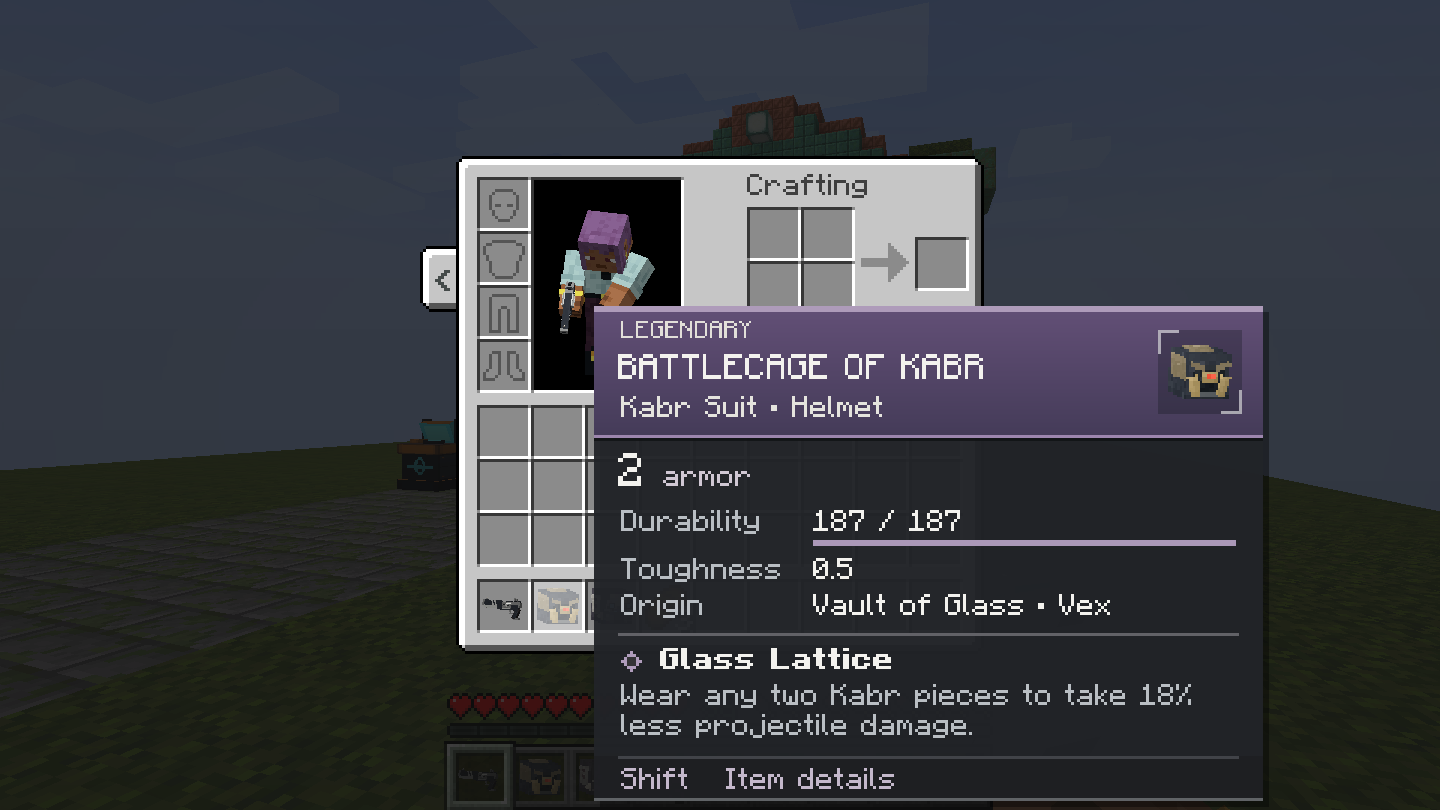 Crafting
<
LEGENDARY
BATTLECAGE OF KABR
Kabr Suit ▪ Helmet
2 armor
Durability 187 / 187
Toughness 0.5
Origin Vault of Glass ▪ Vex
Glass Lattice
Wear any two Kabr pieces to take 18%
less projectile damage.
Shift Item details